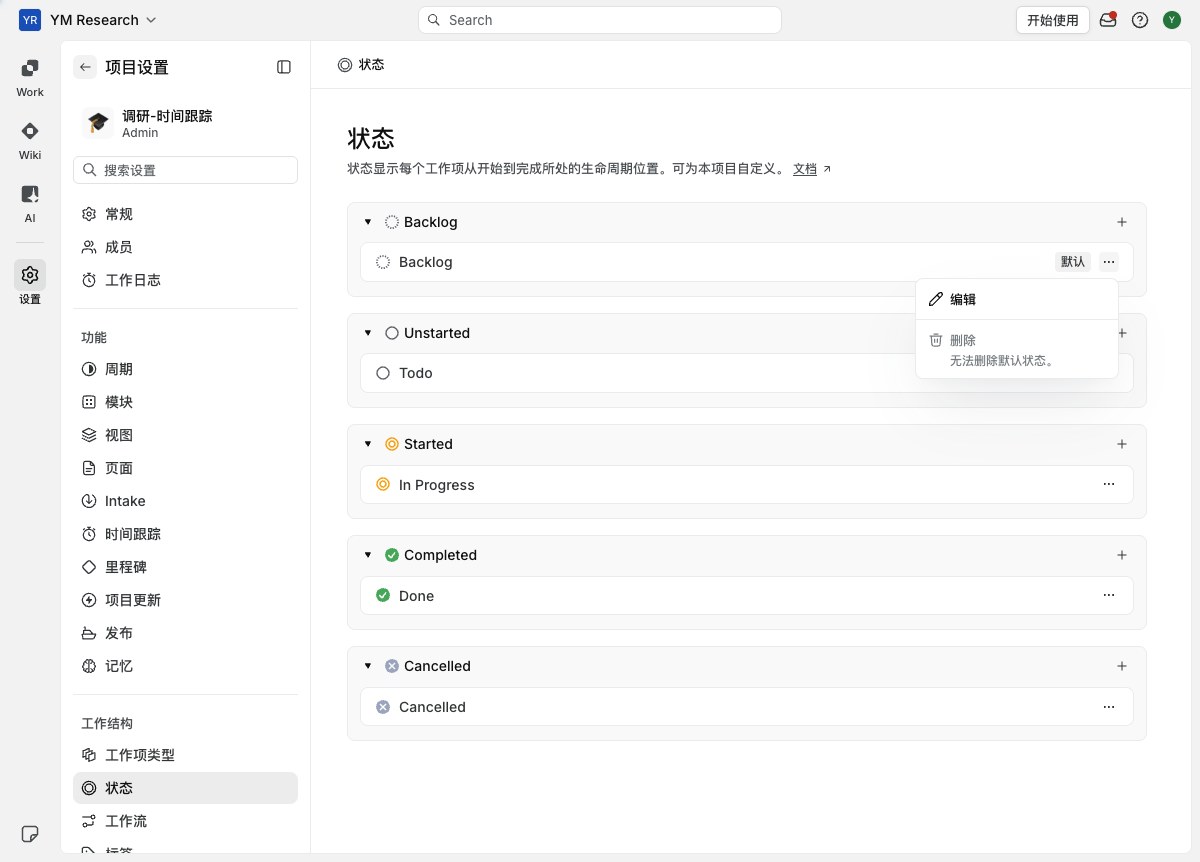 YR YM Research
Search
开始使用
Y
Work
Wiki
AI
设置
项目设置
调研-时间跟踪
Admin
搜索设置
常规
成员
工作日志
功能
周期
模块
视图
页面
Intake
时间跟踪
里程碑
项目更新
发布
记忆
工作结构
工作项类型
状态
工作流
标签
状态
状态
状态显示每个工作项从开始到完成所处的生命周期位置。可为本项目自定义。 文档
Backlog
Backlog 默认
编辑
删除
无法删除默认状态。
Unstarted
Todo
Started
In Progress
Completed
Done
Cancelled
Cancelled